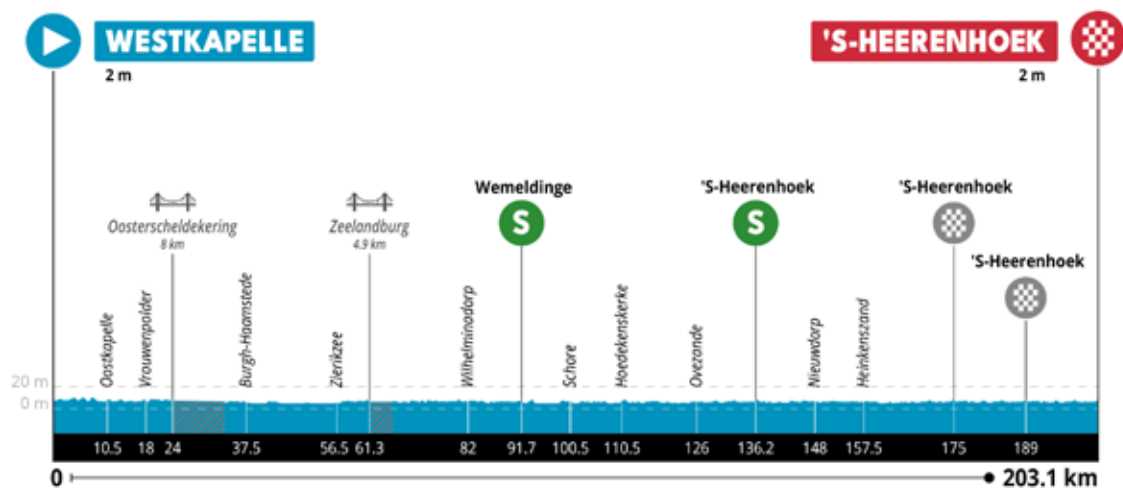 WESTKAPELLE
2 m
'S-HEERENHOEK
2 m
Oosterscheldekering
8 km
Zeelandburg
4.9 km
Wemeldinge
S
'S-Heerenhoek
S
'S-Heerenhoek
'S-Heerenhoek
Oostkapelle
Vrouwenpolder
Burgh-Haamstede
Zierikzee
Wilhelminadorp
Schore
Hoedekenskerke
Ovezande
Nieuwdorp
Heinkenszand
20 m
0 m
10.5 18 24 37.5 56.5 61.3 82 91.7 100.5 110.5 126 136.2 148 157.5 175 189
0 203.1 km